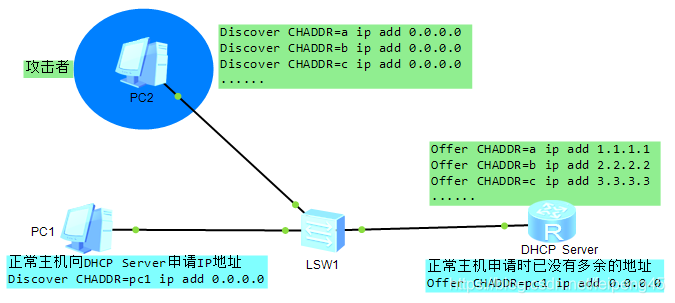 Discover CHADDR=a ip add 0.0.0.0
Discover CHADDR=b ip add 0.0.0.0
Discover CHADDR=c ip add 0.0.0.0
......
攻击者
PC2
Offer CHADDR=a ip add 1.1.1.1
Offer CHADDR=b ip add 2.2.2.2
Offer CHADDR=c ip add 3.3.3.3
......
PC1
R
DHCP Server
LSW1
正常主机向DHCP Server申请IP地址
Discover CHADDR=pc1 ip add 0.0.0.0
正常主机申请时已没有多余的地址
Offer CHADDR=pc1 ip add 0.0.0.0